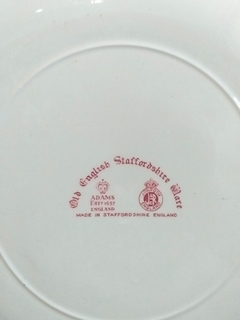 Old English Staffordshire Ware
ADAMS
ESTD 1657
ENGLAND
MADE IN STAFFORDSHIRE ENGLAND